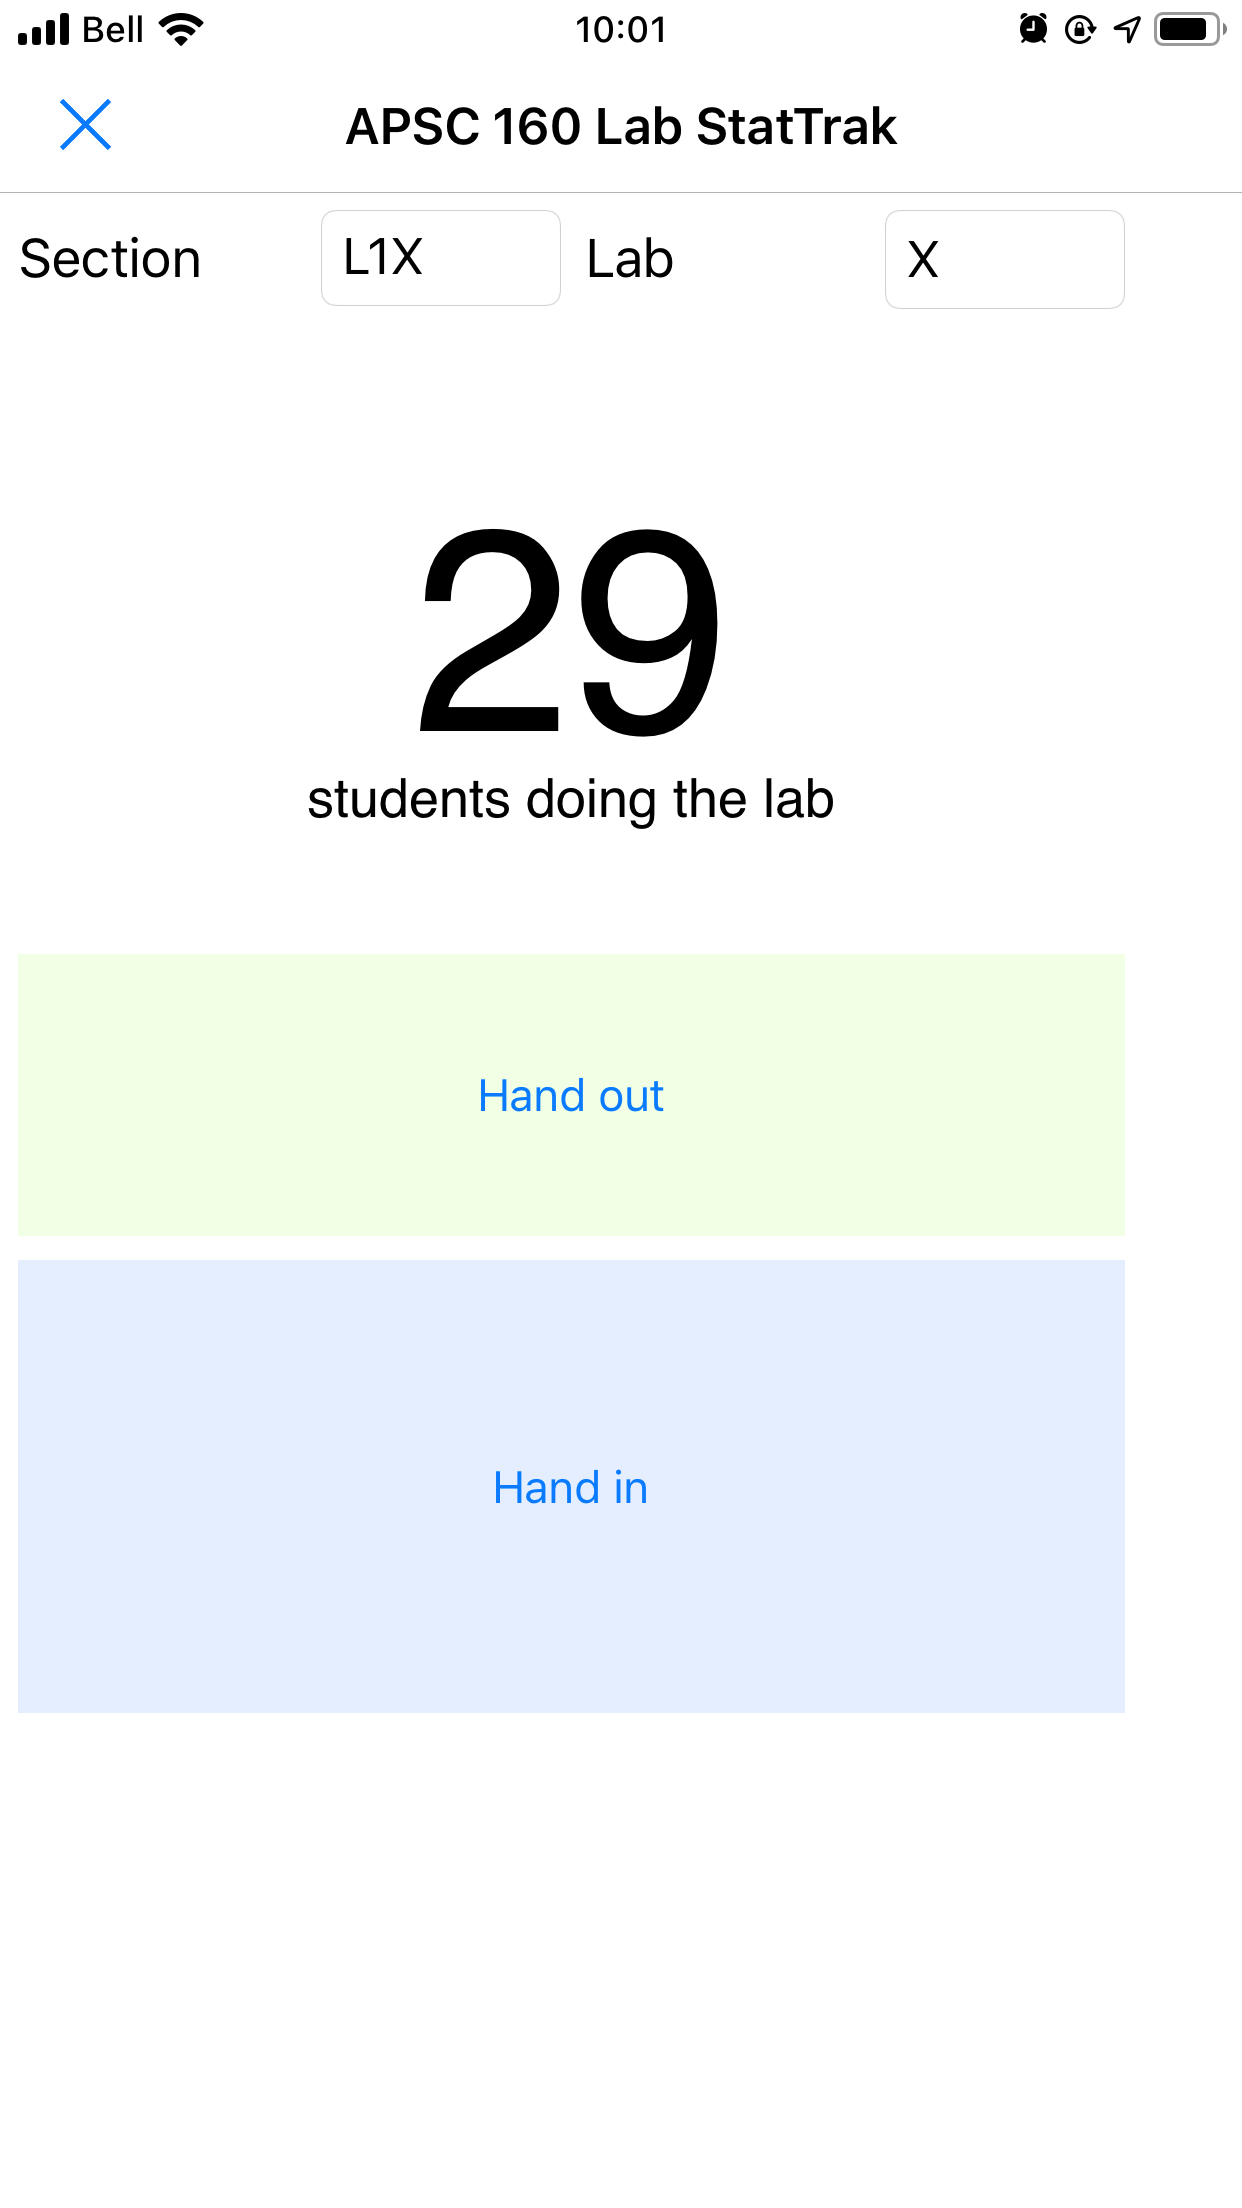 Bell 10:01
APSC 160 Lab StatTrak
Section L1X Lab X
29
students doing the lab
Hand out
Hand in